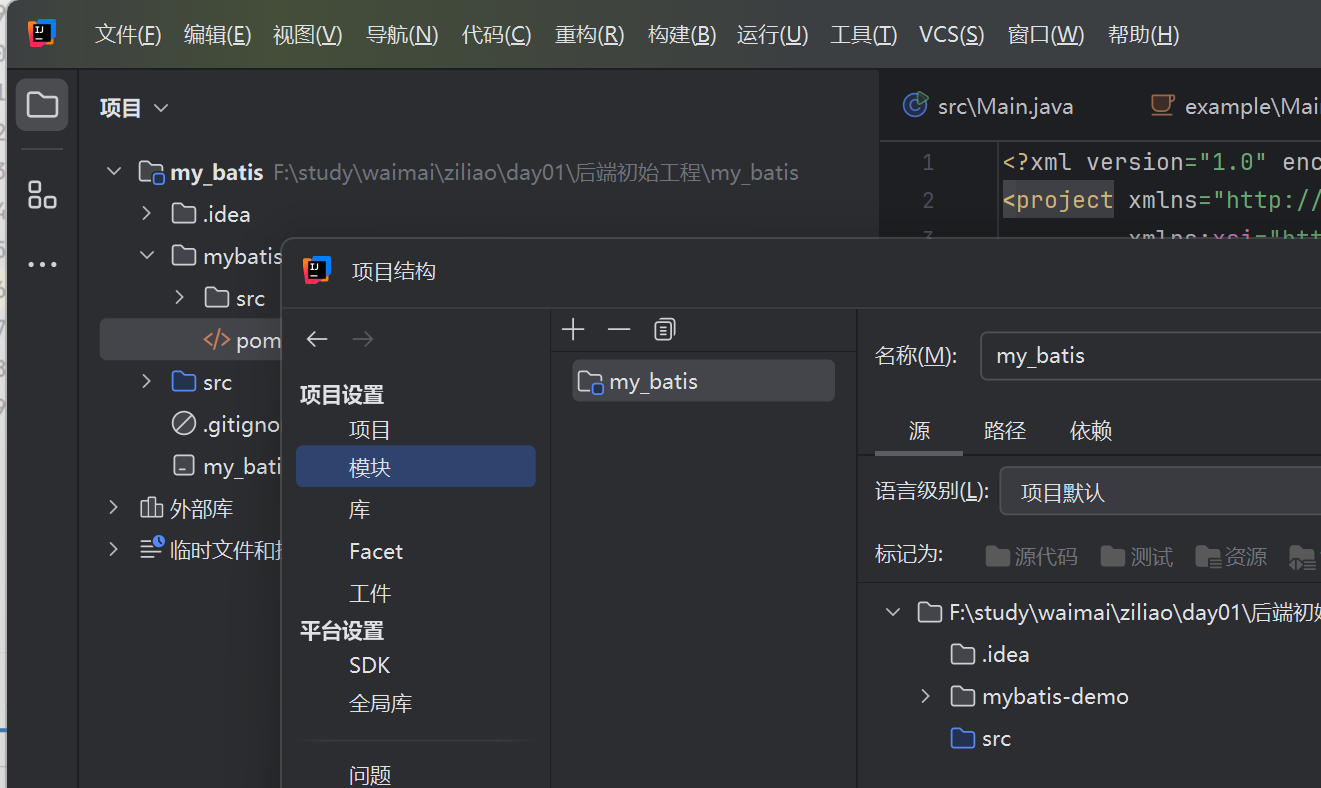 文件(F) 编辑(E) 视图(V) 导航(N) 代码(C) 重构(R) 构建(B) 运行(U) 工具(T) VCS(S) 窗口(W) 帮助(H)
项目
src\Main.java
example\Mai
my_batis F:\study\waimai\ziliao\day01\后端初始工程\my_batis
.idea
mybatis
src
pom
src
.gitigno
my_bati
外部库
临时文件和
1 <?xml version="1.0" enc
2 <project xmlns="http://
3 xmlns:xsi="htt
项目结构
项目设置
项目
模块
库
Facet
工件
平台设置
SDK
全局库
问题
my_batis
名称(M): my_batis
源 路径 依赖
语言级别(L): 项目默认
标记为: 源代码 测试 资源
F:\study\waimai\ziliao\day01\后端初始
.idea
mybatis-demo
src